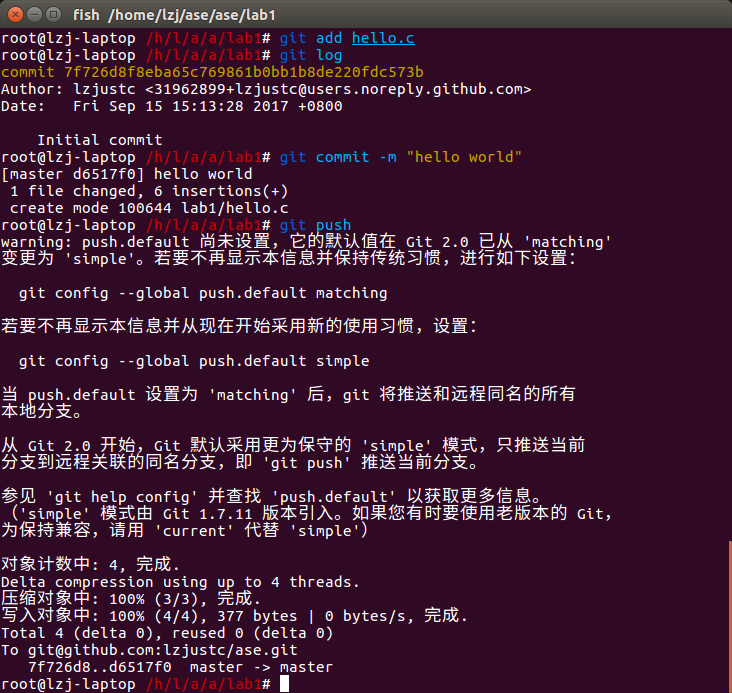 fish /home/lzj/ase/ase/lab1
root@lzj-laptop /h/l/a/a/lab1# git add hello.c
root@lzj-laptop /h/l/a/a/lab1# git log
commit 7f726d8f8eba65c769861b0bb1b8de220fdc573b
Author: lzjustc <31962899+lzjustc@users.noreply.github.com>
Date:   Fri Sep 15 15:13:28 2017 +0800
    Initial commit
root@lzj-laptop /h/l/a/a/lab1# git commit -m "hello world"
[master d6517f0] hello world
 1 file changed, 6 insertions(+)
 create mode 100644 lab1/hello.c
root@lzj-laptop /h/l/a/a/lab1# git push
warning: push.default 尚未设置，它的默认值在 Git 2.0 已从 'matching'
变更为 'simple'。若要不再显示本信息并保持传统习惯，进行如下设置：
  git config --global push.default matching
若要不再显示本信息并从现在开始采用新的使用习惯，设置：
  git config --global push.default simple
当 push.default 设置为 'matching' 后，git 将推送和远程同名的所有
本地分支。
从 Git 2.0 开始，Git 默认采用更为保守的 'simple' 模式，只推送当前
分支到远程关联的同名分支，即 'git push' 推送当前分支。
参见 'git help config' 并查找 'push.default' 以获取更多信息。
（'simple' 模式由 Git 1.7.11 版本引入。如果您有时要使用老版本的 Git，
为保持兼容，请用 'current' 代替 'simple'）
对象计数中: 4, 完成.
Delta compression using up to 4 threads.
压缩对象中: 100% (3/3), 完成.
写入对象中: 100% (4/4), 377 bytes | 0 bytes/s, 完成.
Total 4 (delta 0), reused 0 (delta 0)
To git@github.com:lzjustc/ase.git
   7f726d8..d6517f0  master -> master
root@lzj-laptop /h/l/a/a/lab1#